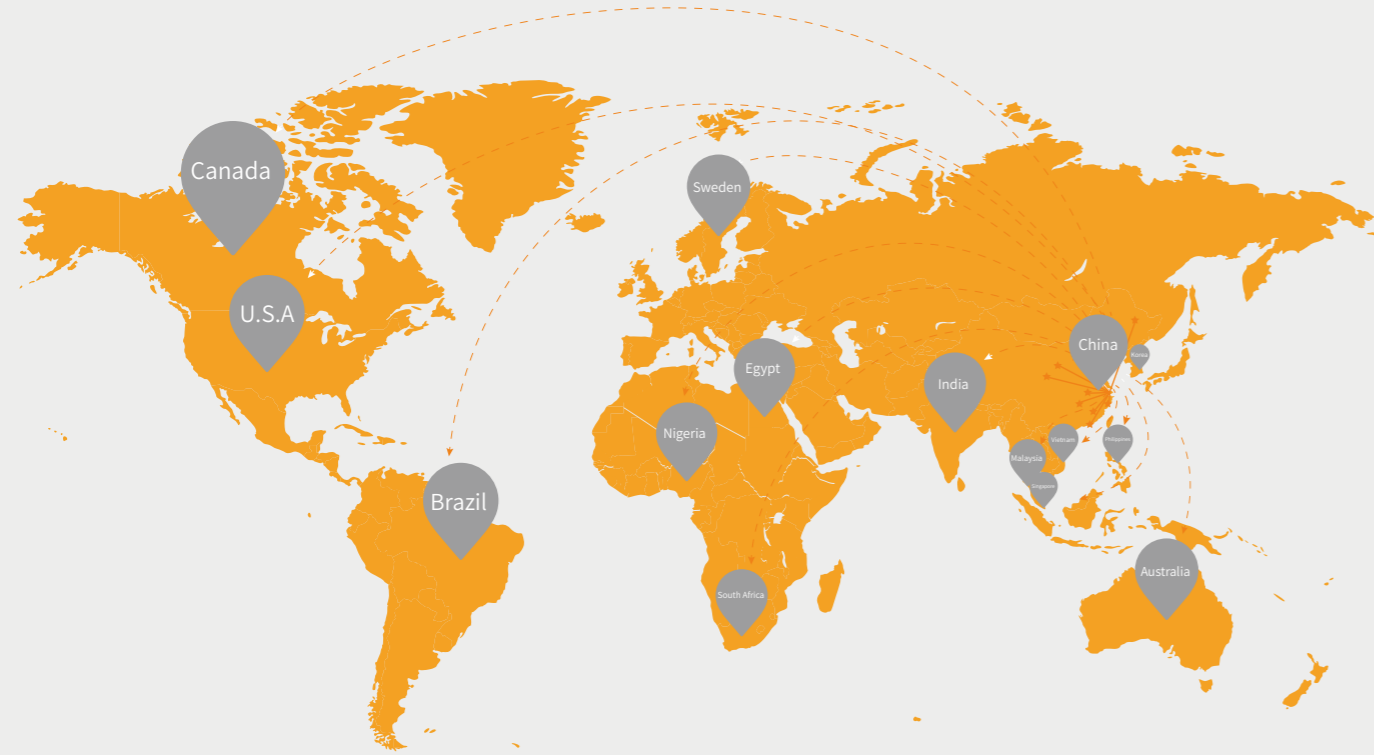 Canada
Sweden
U.S.A
China
Korea
Egypt
India
Nigeria
Vietnam
Philippines
Malaysia
Singapore
Brazil
Australia
South Africa